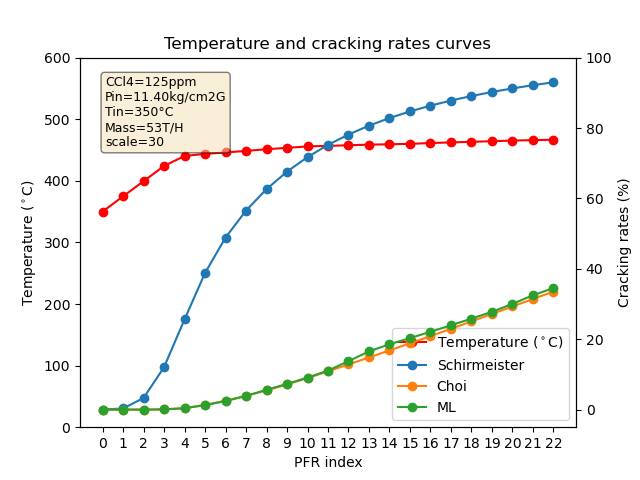 Temperature and cracking rates curves
CCl4=125ppm
Pin=11.40kg/cm2G
Tin=350°C
Mass=53T/H
scale=30
600
500
400
300
200
100
0
Temperature (°C)
100
80
60
40
20
0
Cracking rates (%)
Temperature (°C)
Schirmeister
Choi
ML
0 1 2 3 4 5 6 7 8 9 10 11 12 13 14 15 16 17 18 19 20 21 22
PFR index